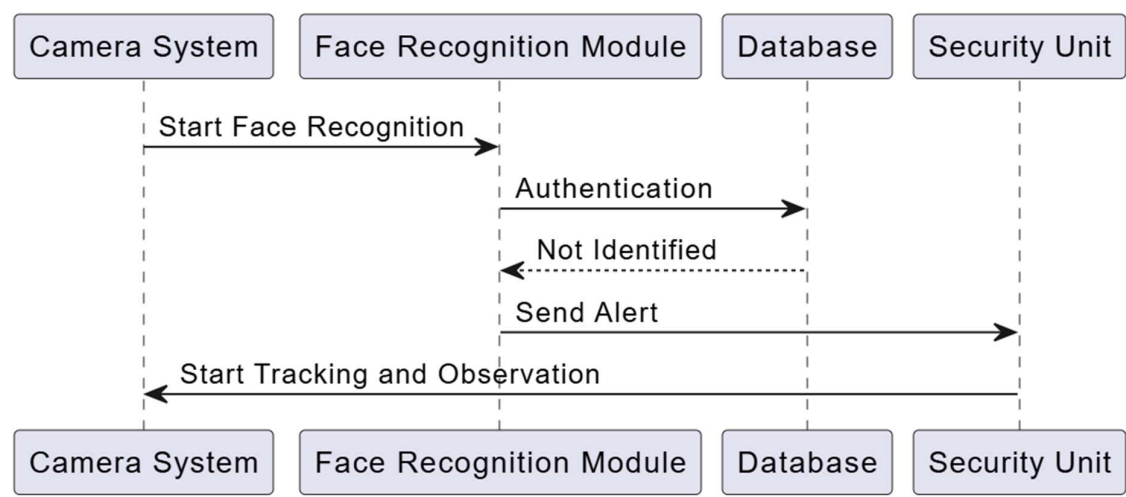 Camera System
Face Recognition Module
Database
Security Unit
Start Face Recognition
Authentication
Not Identified
Send Alert
Start Tracking and Observation
Camera System
Face Recognition Module
Database
Security Unit